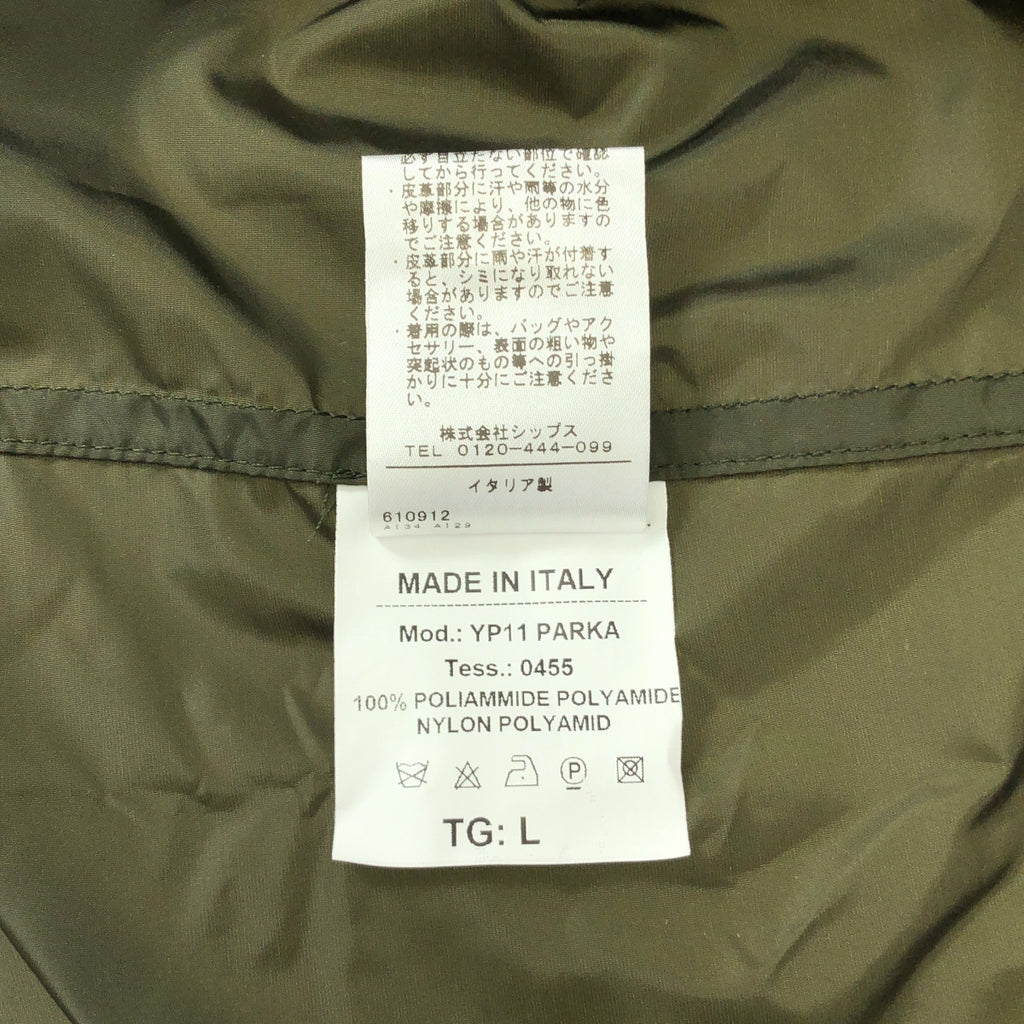 必ず目立たない部位で確認
してから行ってください。
・皮革部分に汗や雨等の水分
や摩擦により、他の物に色
移りする場合がありますの
でご注意ください。
・皮革部分に雨や汗が付着す
ると、シミになり取れない
場合がありますのでご注意
ください。
・着用の際は、バッグやアク
セサリー、表面の粗い物や
突起状のもの等への引っ掛
かりに十分にご注意くださ
い。
株式会社シップス
TEL 0120-444-099
イタリア製
610912
A134 A129
MADE IN ITALY
Mod.: YP11 PARKA
Tess.: 0455
100% POLIAMMIDE POLYAMIDE
NYLON POLYAMID
P
TG: L